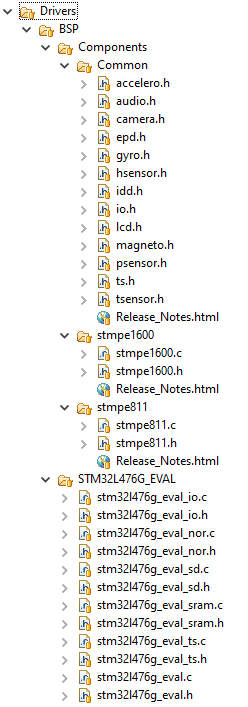 Drivers
BSP
Components
Common
accelero.h
audio.h
camera.h
epd.h
gyro.h
hsensor.h
idd.h
io.h
lcd.h
magneto.h
psensor.h
ts.h
tsensor.h
Release_Notes.html
stmpe1600
stmpe1600.c
stmpe1600.h
Release_Notes.html
stmpe811
stmpe811.c
stmpe811.h
Release_Notes.html
STM32L476G_EVAL
stm32l476g_eval_io.c
stm32l476g_eval_io.h
stm32l476g_eval_nor.c
stm32l476g_eval_nor.h
stm32l476g_eval_sd.c
stm32l476g_eval_sd.h
stm32l476g_eval_sram.c
stm32l476g_eval_sram.h
stm32l476g_eval_ts.c
stm32l476g_eval_ts.h
stm32l476g_eval.c
stm32l476g_eval.h